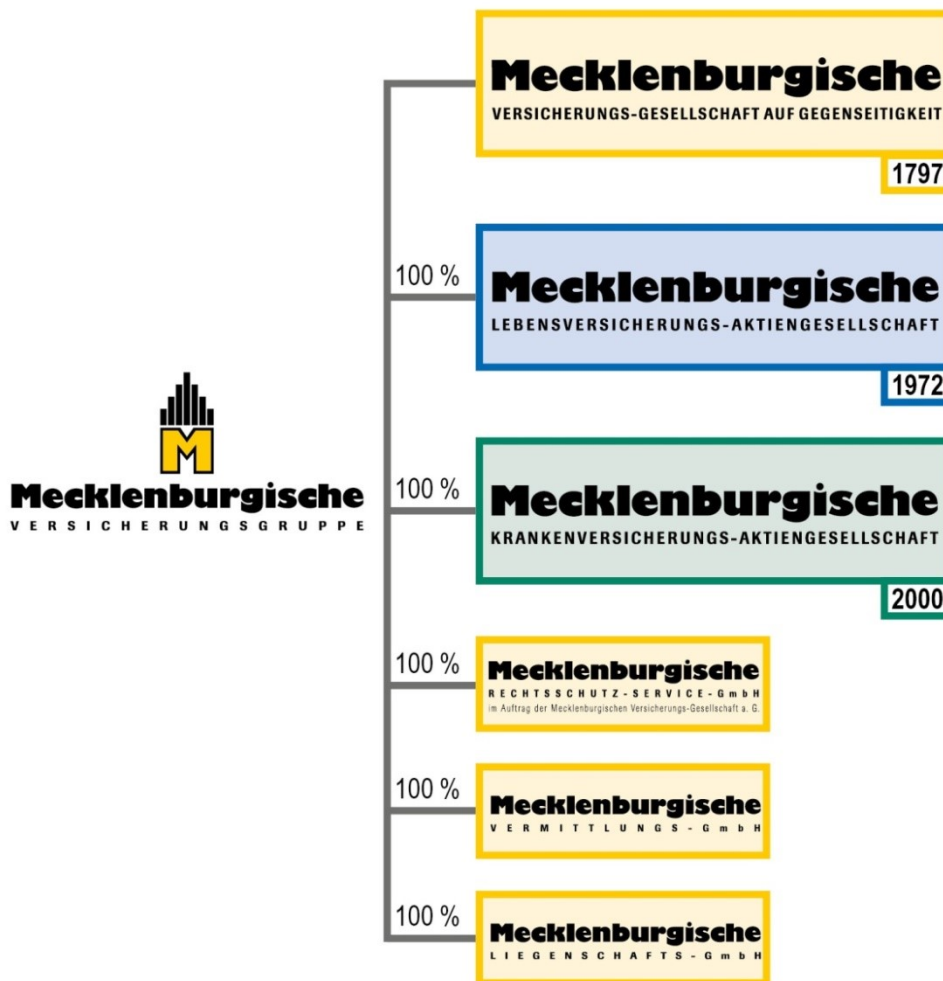 Mecklenburgische
VERSICHERUNGS-GESELLSCHAFT AUF GEGENSEITIGKEIT
1797
100 %
Mecklenburgische
LEBENSVERSICHERUNGS-AKTIENGESELLSCHAFT
1972
M
Mecklenburgische
VERSICHERUNGSGRUPPE
100 %
Mecklenburgische
KRANKENVERSICHERUNGS-AKTIENGESELLSCHAFT
2000
100 %
Mecklenburgische
RECHTSSCHUTZ-SERVICE-GmbH
im Auftrag der Mecklenburgischen Versicherungs-Gesellschaft a. G.
100 %
Mecklenburgische
VERMITTLUNGS-GmbH
100 %
Mecklenburgische
LIEGENSCHAFTS-GmbH